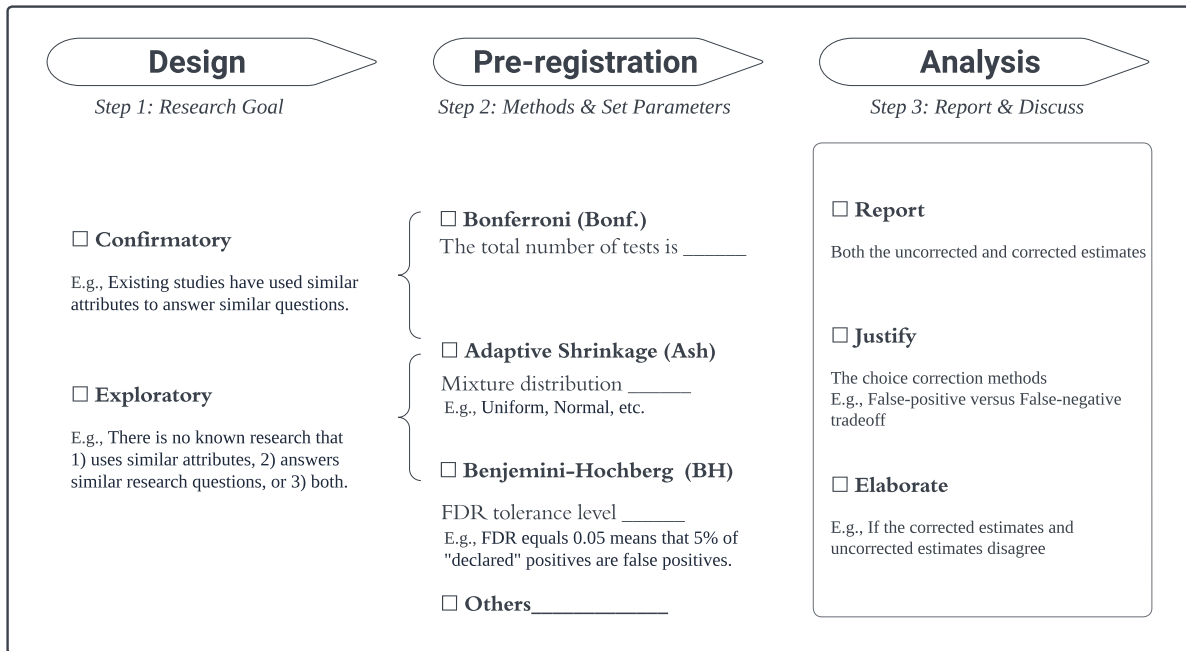 Design
Step 1: Research Goal
☐ Confirmatory
E.g., Existing studies have used similar
attributes to answer similar questions.
☐ Exploratory
E.g., There is no known research that
1) uses similar attributes, 2) answers
similar research questions, or 3) both.
Pre-registration
Step 2: Methods & Set Parameters
☐ Bonferroni (Bonf.)
The total number of tests is ______
☐ Adaptive Shrinkage (Ash)
Mixture distribution ______
E.g., Uniform, Normal, etc.
☐ Benjemini-Hochberg (BH)
FDR tolerance level ______
E.g., FDR equals 0.05 means that 5% of
"declared" positives are false positives.
☐ Others_____________
Analysis
Step 3: Report & Discuss
☐ Report
Both the uncorrected and corrected estimates
☐ Justify
The choice correction methods
E.g., False-positive versus False-negative
tradeoff
☐ Elaborate
E.g., If the corrected estimates and
uncorrected estimates disagree